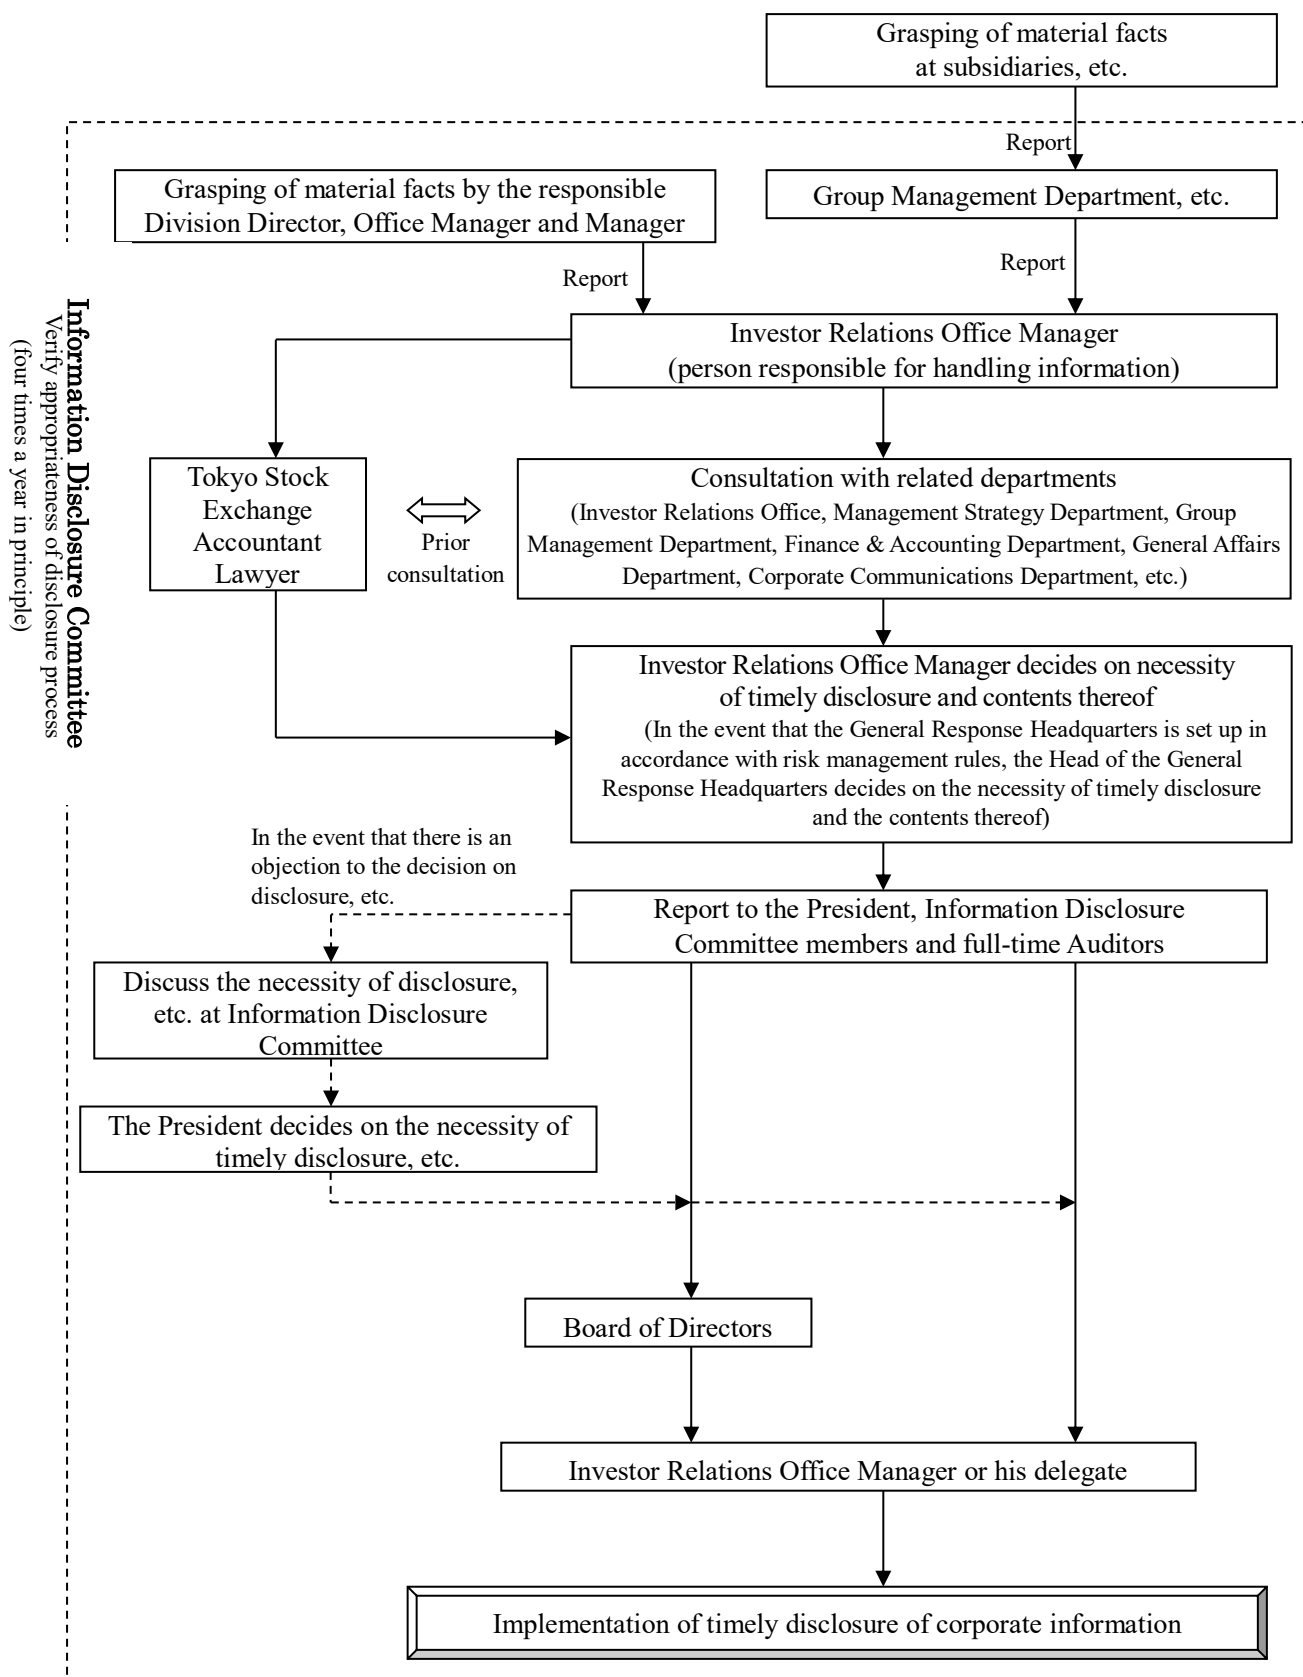 Grasping of material facts
at subsidiaries, etc.
Report
Grasping of material facts by the responsible
Division Director, Office Manager and Manager
Group Management Department, etc.
Report
Report
Investor Relations Office Manager
(person responsible for handling information)
Information Disclosure Committee
Verify appropriateness of disclosure process
(four times a year in principle)
Tokyo Stock
Exchange
Accountant
Lawyer
Prior
consultation
Consultation with related departments
(Investor Relations Office, Management Strategy Department, Group
Management Department, Finance & Accounting Department, General Affairs
Department, Corporate Communications Department, etc.)
Investor Relations Office Manager decides on necessity
of timely disclosure and contents thereof
(In the event that the General Response Headquarters is set up in
accordance with risk management rules, the Head of the General
Response Headquarters decides on the necessity of timely disclosure
and the contents thereof)
In the event that there is an
objection to the decision on
disclosure, etc.
Report to the President, Information Disclosure
Committee members and full-time Auditors
Discuss the necessity of disclosure,
etc. at Information Disclosure
Committee
The President decides on the necessity of
timely disclosure, etc.
Board of Directors
Investor Relations Office Manager or his delegate
Implementation of timely disclosure of corporate information